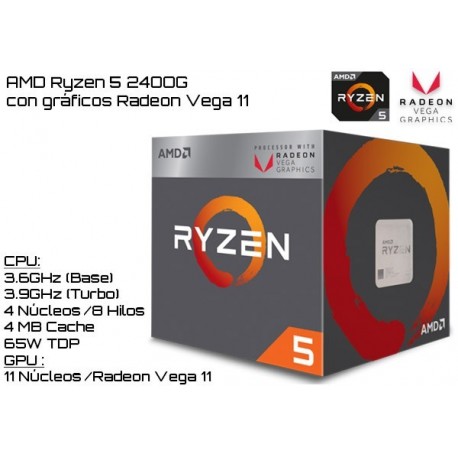 AMD Ryzen 5 2400G
con gráficos Radeon Vega 11
AMD
RYZEN
5
RADEON
VEGA
GRAPHICS
AMD
PROCESSOR WITH
RADEON
VEGA
GRAPHICS
RYZEN
5
AMD
CPU:
3.6GHz (Base)
3.9GHz (Turbo)
4 Núcleos /8 Hilos
4 MB Cache
65W TDP
GPU :
11 Núcleos /Radeon Vega 11